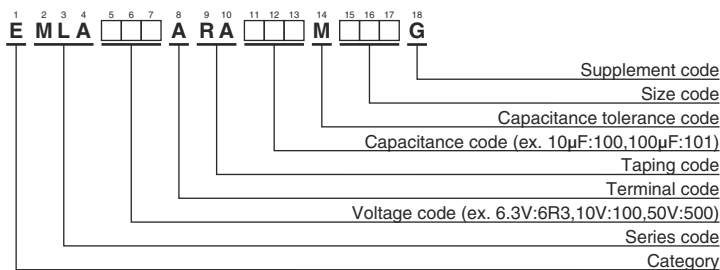 1 2 3 4 5 6 7 8 9 10 11 12 13 14 15 16 17 18
E M L A A R A M G
Supplement code
Size code
Capacitance tolerance code
Capacitance code (ex. 10µF:100,100µF:101)
Taping code
Terminal code
Voltage code (ex. 6.3V:6R3,10V:100,50V:500)
Series code
Category